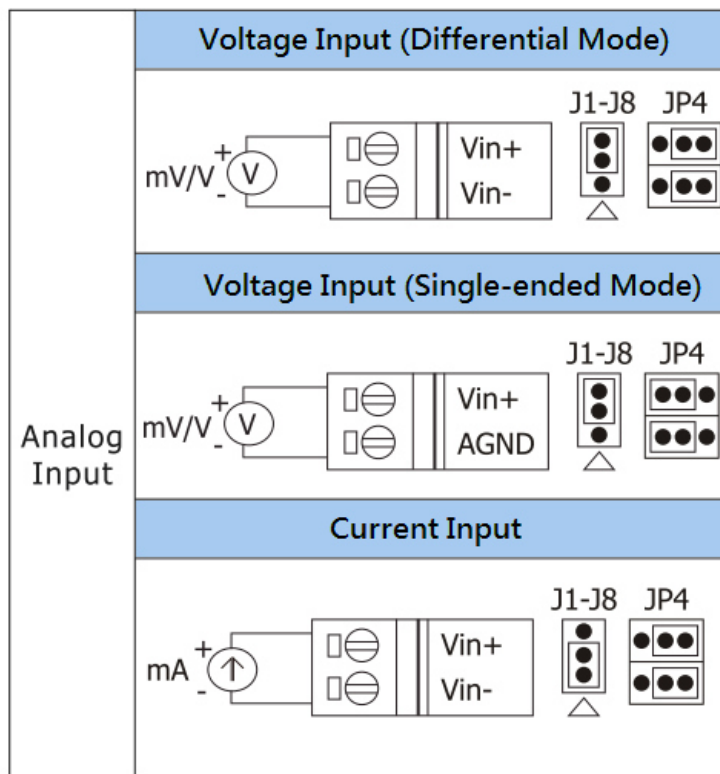 Voltage Input (Differential Mode)
J1-J8 JP4
+
mV/V V
-
Vin+
Vin-
Voltage Input (Single-ended Mode)
J1-J8 JP4
+
mV/V V
-
Vin+
AGND
Analog
Input
Current Input
J1-J8 JP4
+
mA
-
Vin+
Vin-